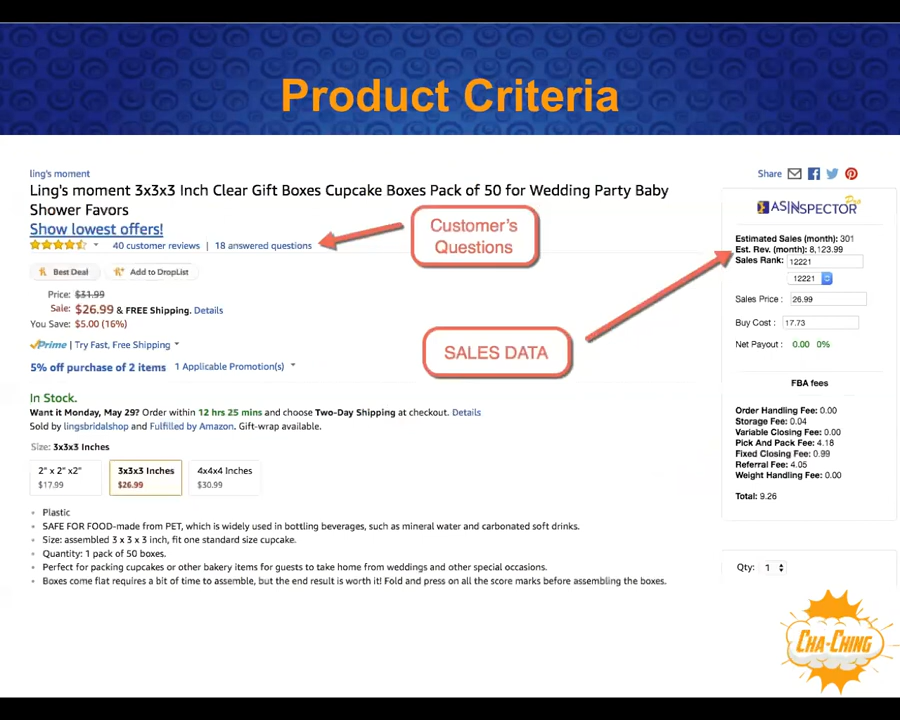 Product Criteria
ling's moment
Ling's moment 3x3x3 Inch Clear Gift Boxes Cupcake Boxes Pack of 50 for Wedding Party Baby
Shower Favors
Show lowest offers!
40 customer reviews | 18 answered questions
Customer's
Questions
Best Deal
Add to DropList
Price: $31.99
Sale: $26.99 & FREE Shipping. Details
You Save: $5.00 (16%)
Prime | Try Fast, Free Shipping
5% off purchase of 2 items 1 Applicable Promotion(s)
SALES DATA
In Stock.
Want it Monday, May 29? Order within 12 hrs 25 mins and choose Two-Day Shipping at checkout. Details
Sold by lingsbridalshop and Fulfilled by Amazon. Gift-wrap available.
Size: 3x3x3 Inches
2" x 2" x2"
$17.99
3x3x3 Inches
$26.99
4x4x4 Inches
$30.99
Plastic
SAFE FOR FOOD-made from PET, which is widely used in bottling beverages, such as mineral water and carbonated soft drinks.
Size: assembled 3 x 3 x 3 inch, fit one standard size cupcake.
Quantity: 1 pack of 50 boxes.
Perfect for packing cupcakes or other bakery items for guests to take home from weddings and other special occasions.
Boxes come flat requires a bit of time to assemble, but the end result is worth it! Fold and press on all the score marks before assembling the boxes.
Share
ASINSPECTOR Pro
Estimated Sales (month): 301
Est. Rev. (month): 8,123.99
Sales Rank: 12221
12221
Sales Price : 26.99
Buy Cost : 17.73
Net Payout : 0.00 0%
FBA fees
Order Handling Fee: 0.00
Storage Fee: 0.04
Variable Closing Fee: 0.00
Pick And Pack Fee: 4.18
Fixed Closing Fee: 0.99
Referral Fee: 4.05
Weight Handling Fee: 0.00
Total: 9.26
Qty: 1
CHA-CHING